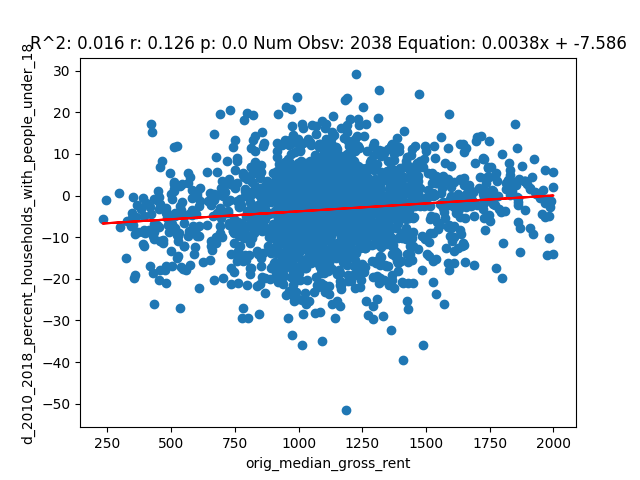 R^2: 0.016 r: 0.126 p: 0.0 Num Obsv: 2038 Equation: 0.0038x + -7.586
d_2010_2018_percent_households_with_people_under_18
30
20
10
0
−10
−20
−30
−40
−50
250 500 750 1000 1250 1500 1750 2000
orig_median_gross_rent